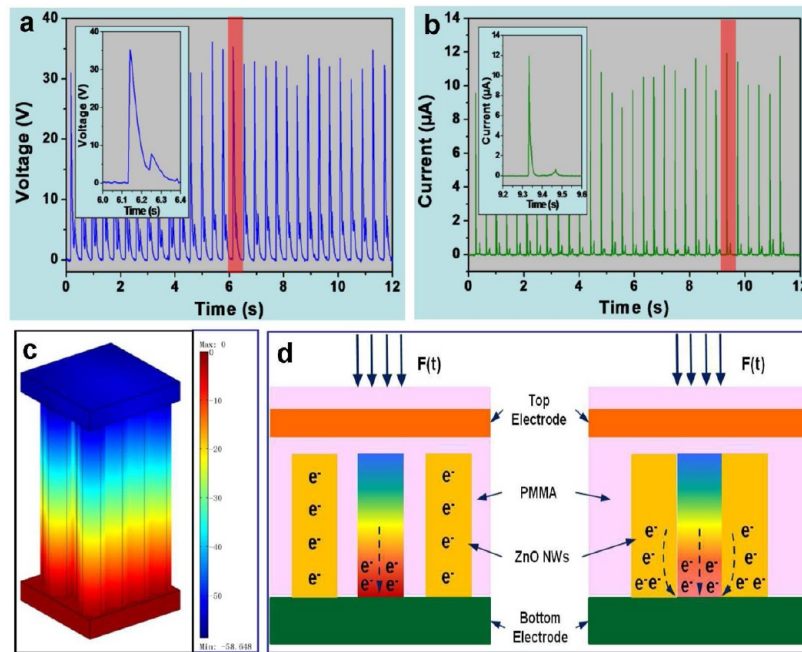 a
40
30
20
10
0
Voltage (V)
0 2 4 6 8 10 12
Time (s)
40
30
20
10
0
Voltage (V)
6.0 6.1 6.2 6.3 6.4
Time (s)
b
14
12
10
8
6
4
2
0
Current (μA)
0 2 4 6 8 10 12
Time (s)
14
12
10
8
6
4
2
0
Current (μA)
9.2 9.3 9.4 9.5 9.6
Time (s)
c
Max: 0
0
-10
-20
-30
-40
-50
Min: -58.648
d
F(t)
F(t)
Top
Electrode
PMMA
ZnO NWs
Bottom
Electrode
e- e-
e- e-
e- e-
e- e-
e- e-
e- e-
e- e-
e- e-
e-e- e-e-
e- e-
e- e-